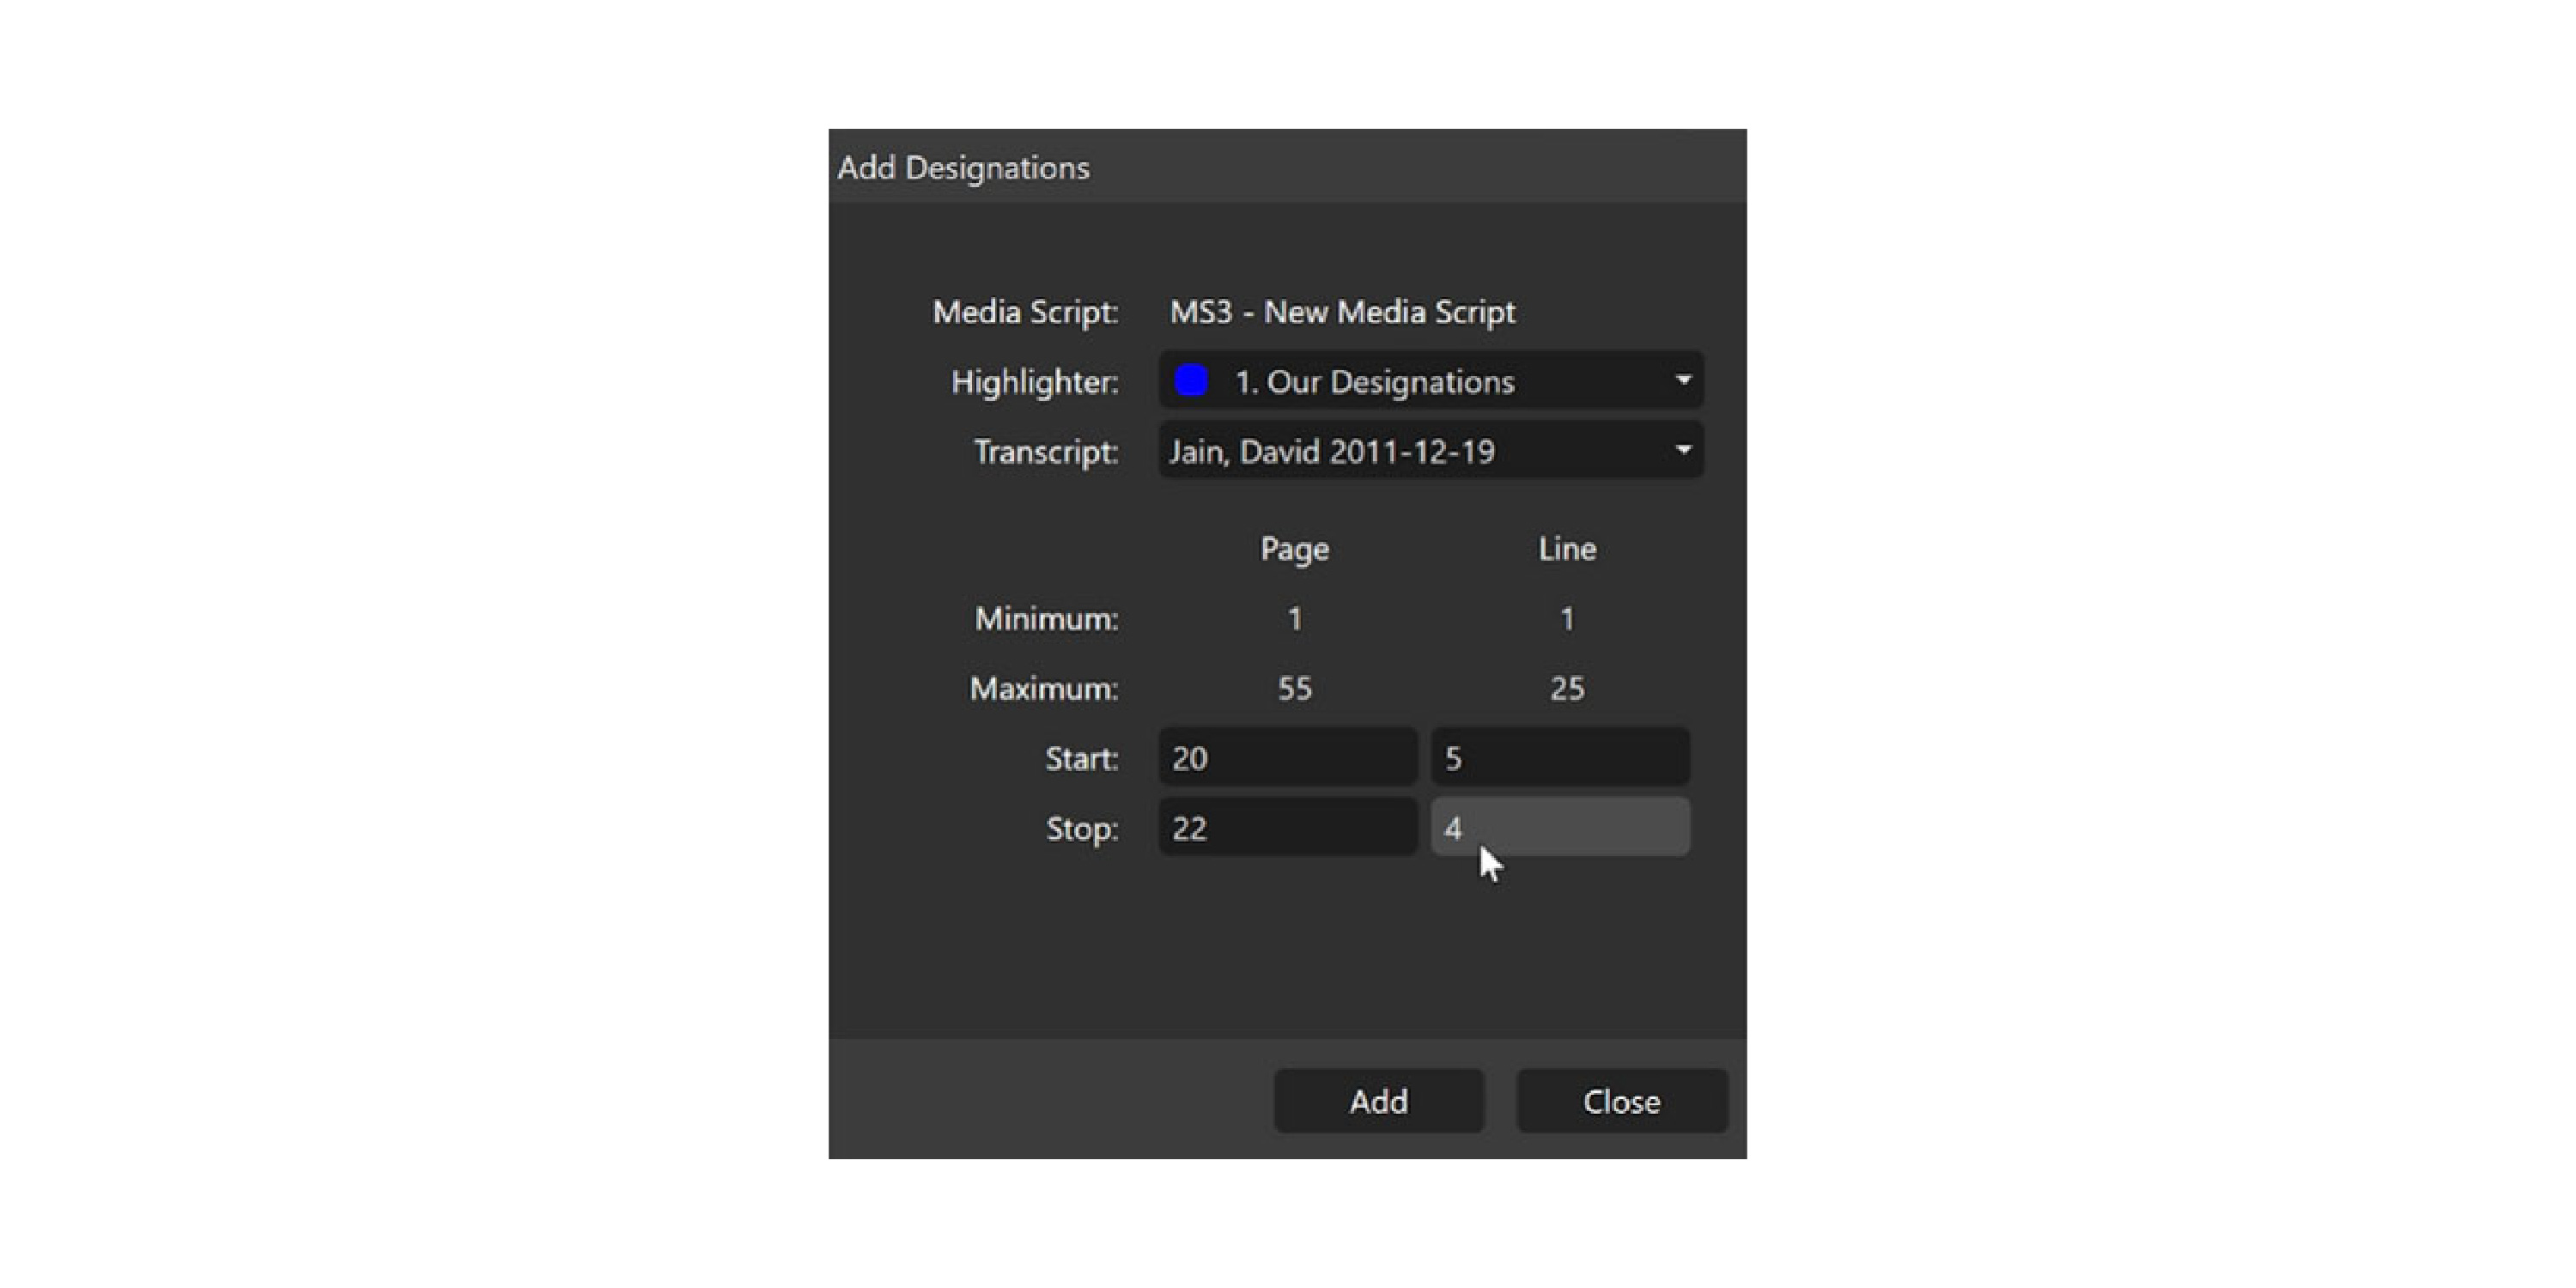 Add Designations
Media Script: MS3 - New Media Script
Highlighter: 1. Our Designations
Transcript: Jain, David 2011-12-19
Page Line
Minimum: 1 1
Maximum: 55 25
Start: 20 5
Stop: 22 4
Add Close